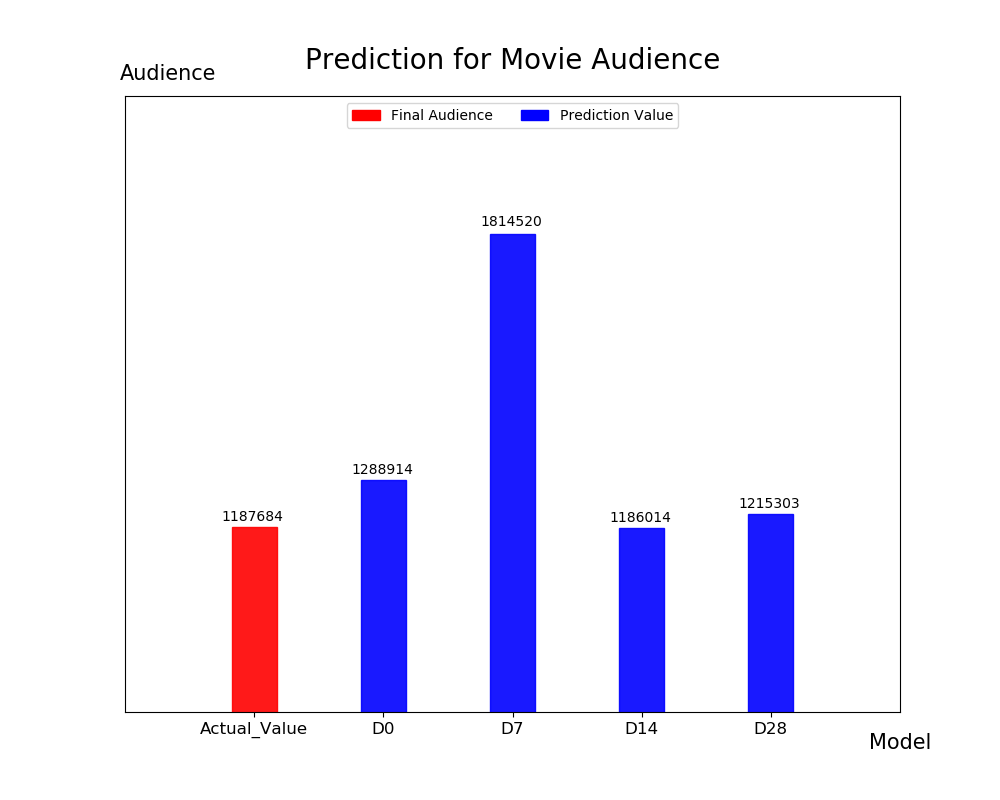 Prediction for Movie Audience
Audience
Final Audience Prediction Value
1814520
1288914
1215303
1187684
1186014
Actual_Value D0 D7 D14 D28
Model